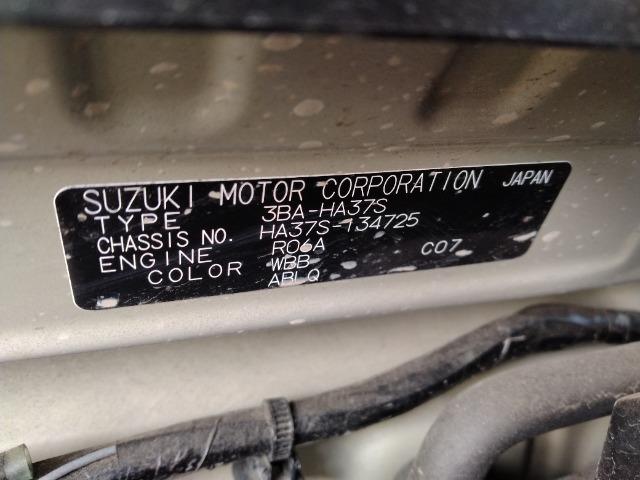 SUZUKI MOTOR CORPORATION JAPAN
TYPE 3BA-HA37S
CHASSIS NO. HA37S-134725
ENGINE R06A C07
COLOR WBB
ABLQ